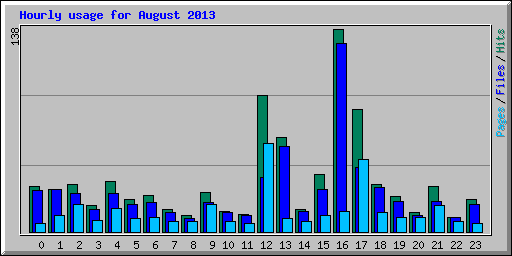 Hourly usage for August 2013
138
Pages/Files/Hits
0 1 2 3 4 5 6 7 8 9 10 11 12 13 14 15 16 17 18 19 20 21 22 23